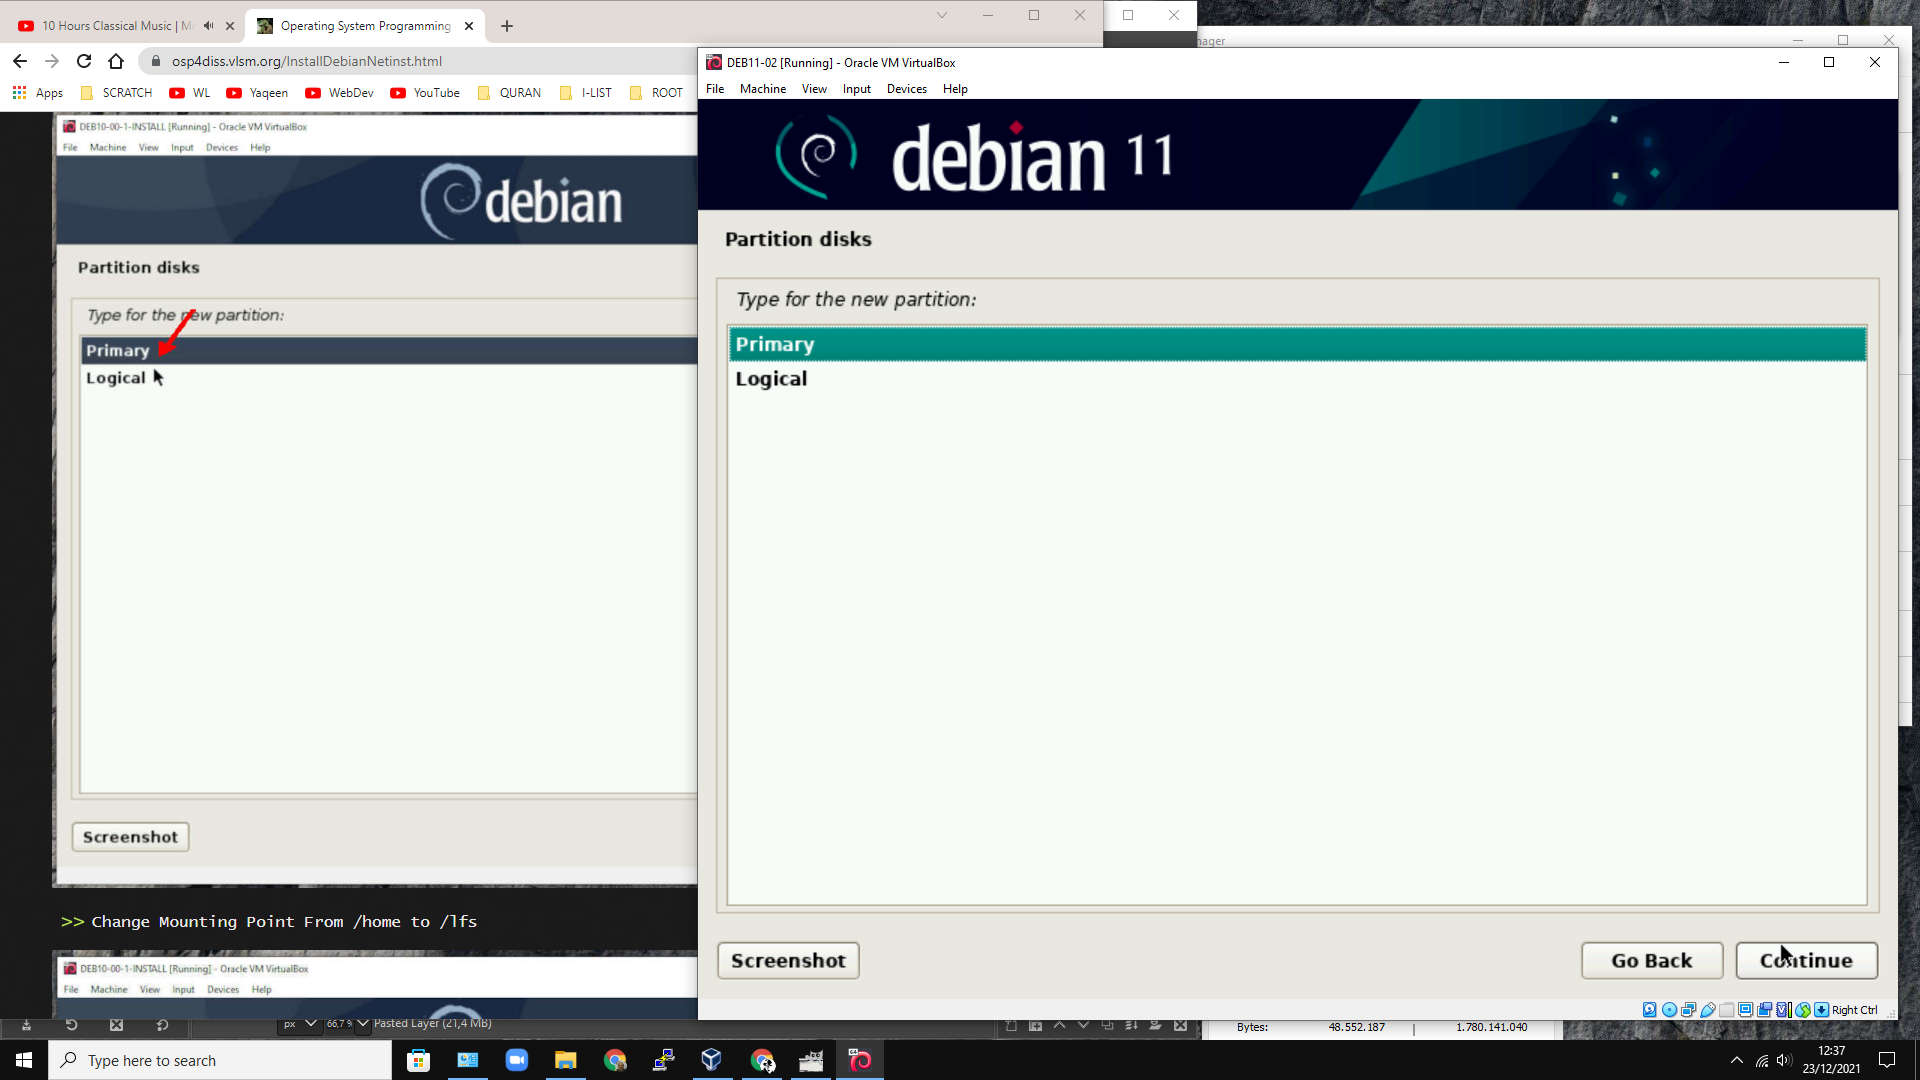 10 Hours Classical Music | M
Operating System Programming
osp4diss.vlsm.org/InstallDebianNetinst.html
Apps
SCRATCH
WL
Yaqeen
WebDev
YouTube
QURAN
I-LIST
ROOT
DEB10-00-1-INSTALL [Running] - Oracle VM VirtualBox
File Machine View Input Devices Help
debian
Partition disks
Type for the new partition:
Primary
Logical
Screenshot
>> Change Mounting Point From /home to /lfs
DEB10-00-1-INSTALL [Running] - Oracle VM VirtualBox
File Machine View Input Devices Help
nager
DEB11-02 [Running] - Oracle VM VirtualBox
File Machine View Input Devices Help
debian 11
Partition disks
Type for the new partition:
Primary
Logical
Screenshot
Go Back
Continue
Right Ctrl
px
66,7
Pasted Layer (21,4 MB)
Bytes: 48.552.187 | 1.780.141.040
Type here to search
12:37
23/12/2021